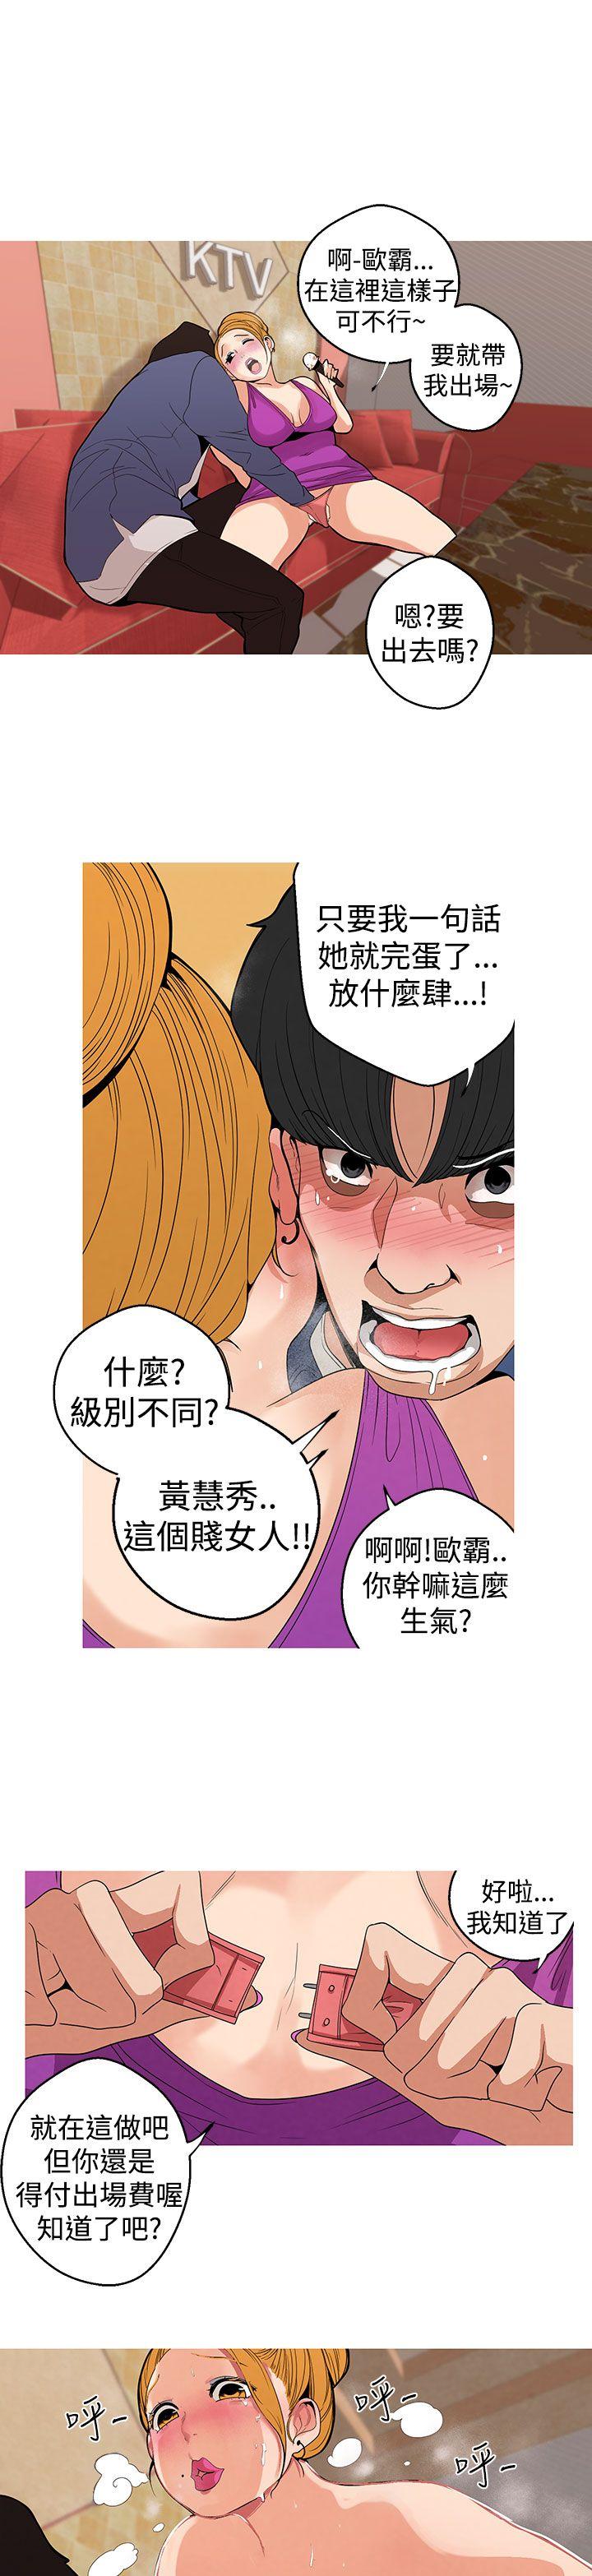 KTV
啊-歐霸...
在這裡這樣子
可不行~
要就帶
我出場~
嗯?要
出去嗎?
只要我一句話
她就完蛋了...
放什麼肆...!
什麼?
級別不同?
黃慧秀..
這個賤女人!!
啊啊!歐霸..
你幹嘛這麼
生氣?
好啦...
我知道了
就在這做吧
但你還是
得付出場費喔
知道了吧?
呼-
呼-
呼-